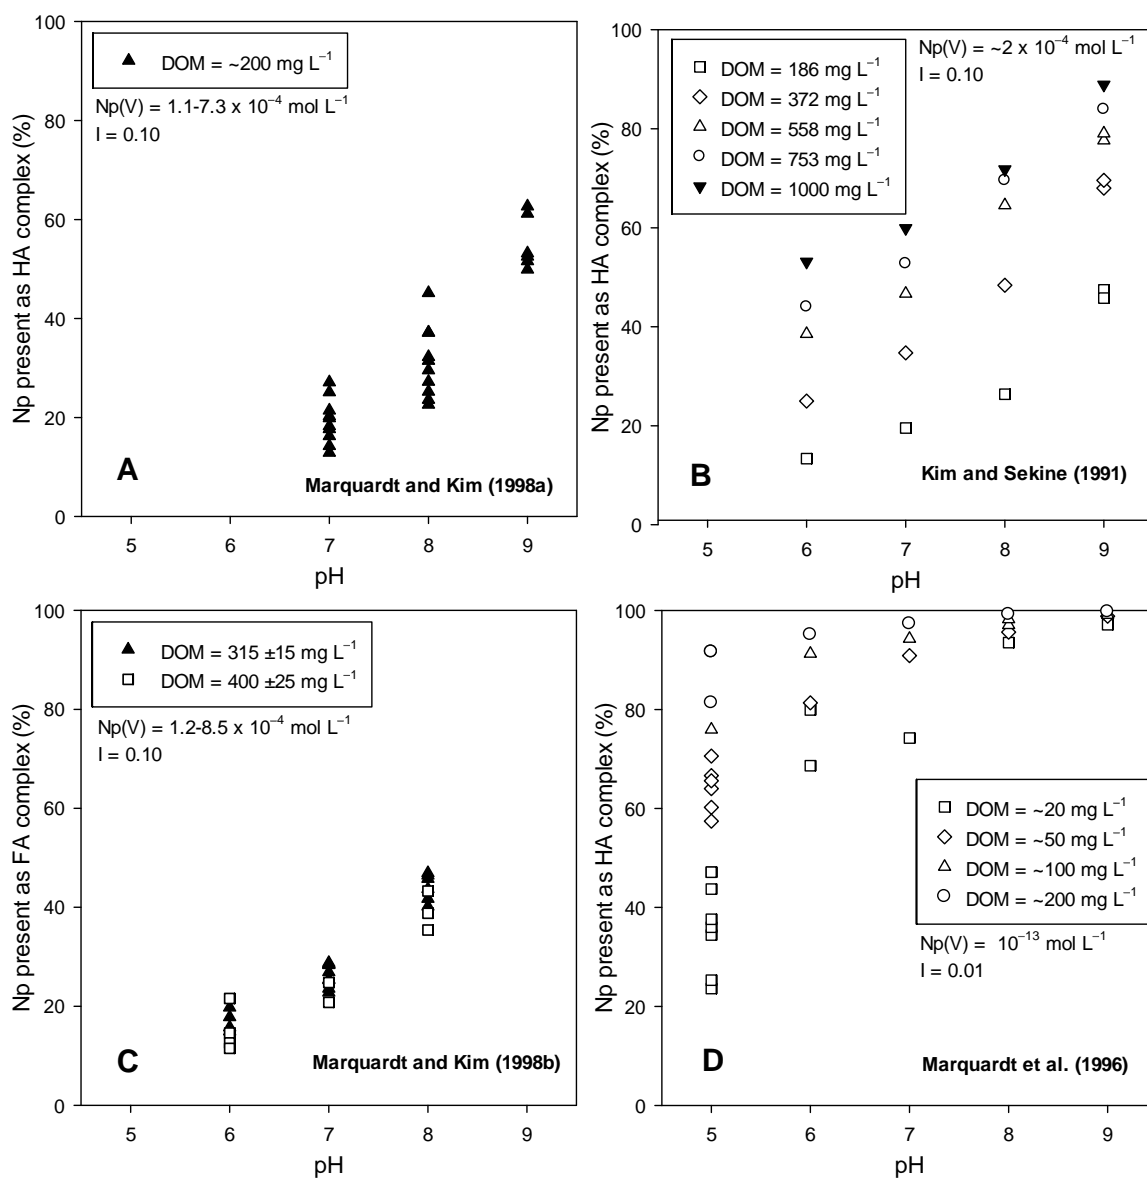 100
80
60
40
20
0
Np present as HA complex (%)
DOM = ~200 mg L⁻¹
Np(V) = 1.1-7.3 x 10⁻⁴ mol L⁻¹
I = 0.10
A
Marquardt and Kim (1998a)
5 6 7 8 9
pH
100
80
60
40
20
0
Np present as HA complex (%)
DOM = 186 mg L⁻¹
DOM = 372 mg L⁻¹
DOM = 558 mg L⁻¹
DOM = 753 mg L⁻¹
DOM = 1000 mg L⁻¹
Np(V) = ~2 x 10⁻⁴ mol L⁻¹
I = 0.10
B
Kim and Sekine (1991)
5 6 7 8 9
pH
100
80
60
40
20
0
Np present as FA complex (%)
DOM = 315 ±15 mg L⁻¹
DOM = 400 ±25 mg L⁻¹
Np(V) = 1.2-8.5 x 10⁻⁴ mol L⁻¹
I = 0.10
C
Marquardt and Kim (1998b)
5 6 7 8 9
pH
100
80
60
40
20
0
Np present as HA complex (%)
DOM = ~20 mg L⁻¹
DOM = ~50 mg L⁻¹
DOM = ~100 mg L⁻¹
DOM = ~200 mg L⁻¹
Np(V) = 10⁻¹³ mol L⁻¹
I = 0.01
D
Marquardt et al. (1996)
5 6 7 8 9
pH